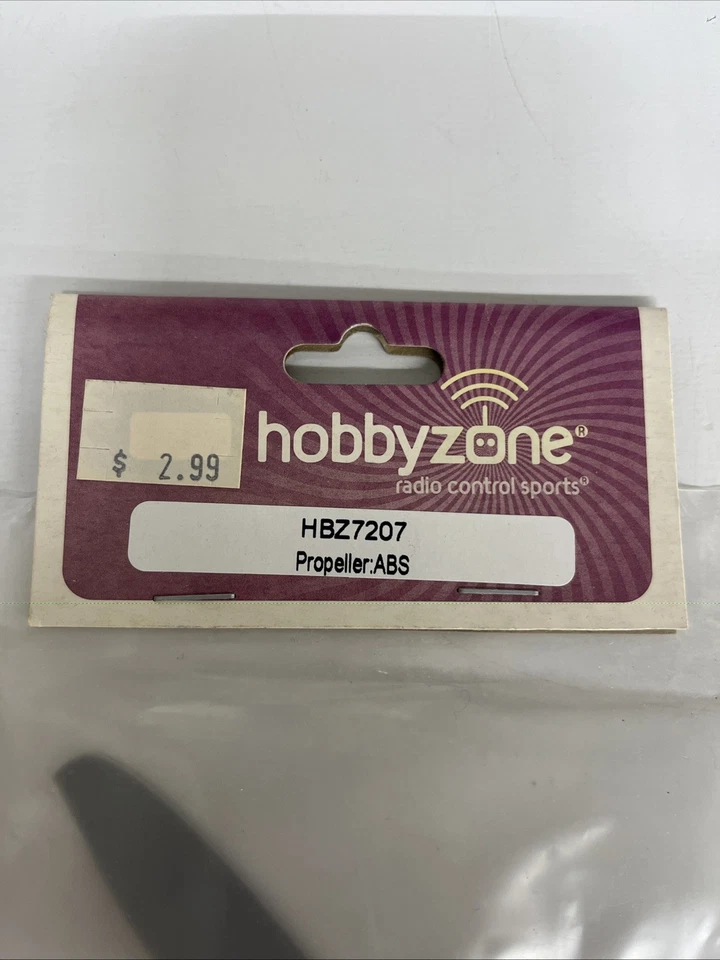 $ 2.99
hobbyzone®
radio control sports®
HBZ7207
Propeller:ABS